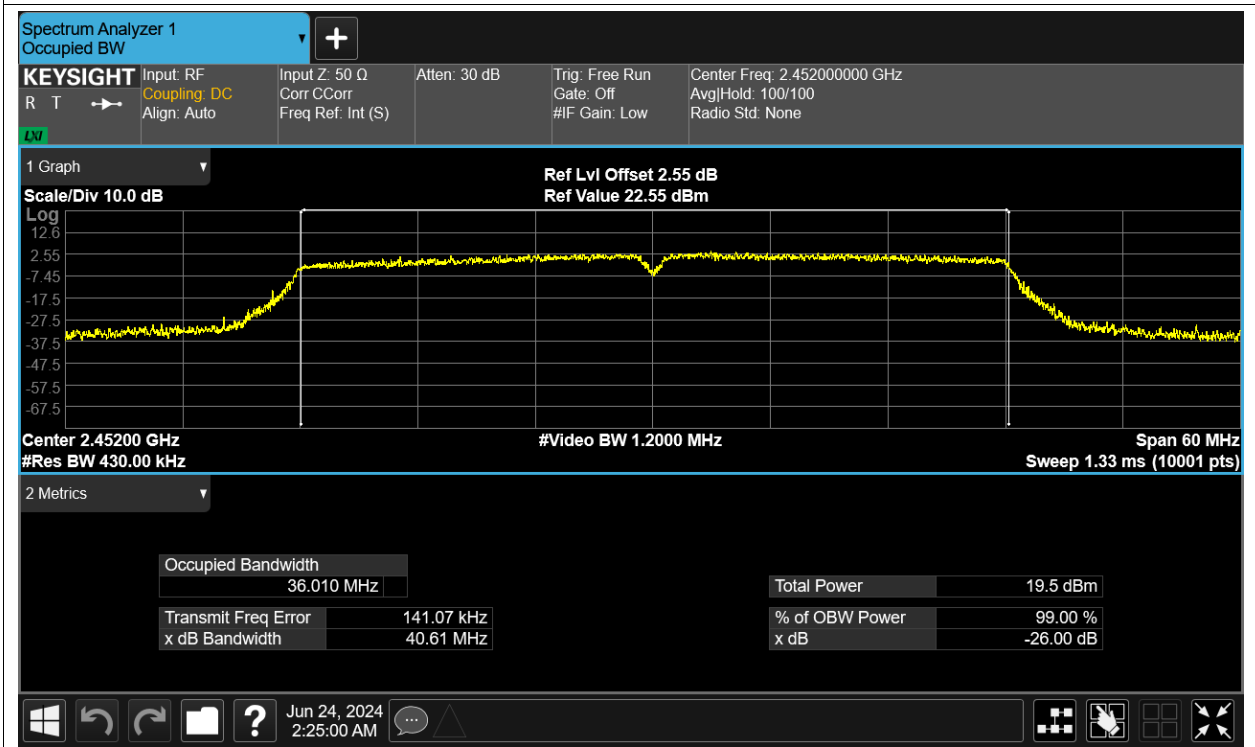 Spectrum Analyzer 1
Occupied BW
KEYSIGHT
R T
LXI
Input: RF
Coupling: DC
Align: Auto
Input Z: 50 Ω
Corr CCorr
Freq Ref: Int (S)
Atten: 30 dB
Trig: Free Run
Gate: Off
#IF Gain: Low
Center Freq: 2.452000000 GHz
Avg|Hold: 100/100
Radio Std: None
1 Graph
Scale/Div 10.0 dB
Ref Lvl Offset 2.55 dB
Ref Value 22.55 dBm
Log
12.6
2.55
-7.45
-17.5
-27.5
-37.5
-47.5
-57.5
-67.5
Center 2.45200 GHz
#Video BW 1.2000 MHz
Span 60 MHz
#Res BW 430.00 kHz
Sweep 1.33 ms (10001 pts)
2 Metrics
Occupied Bandwidth
36.010 MHz
Total Power 19.5 dBm
Transmit Freq Error 141.07 kHz
% of OBW Power 99.00 %
x dB Bandwidth 40.61 MHz
x dB -26.00 dB
?
Jun 24, 2024
2:25:00 AM